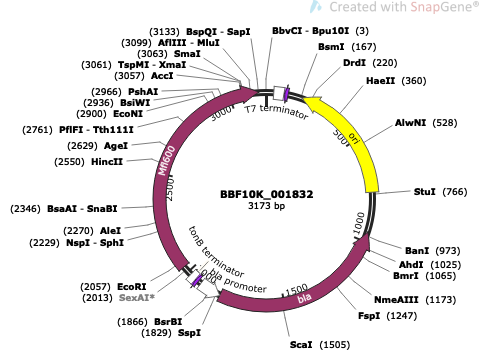 Created with SnapGene®
(3133) BspQI - SapI
(3099) AflIII - MluI
(3063) SmaI
(3061) TspMI - XmaI
(3057) AccI
(2966) PshAI
(2936) BsiWI
(2900) EcoNI
(2761) PflFI - Tth111I
(2629) AgeI
(2550) HincII
(2346) BsaAI - SnaBI
(2270) AleI
(2229) NspI - SphI
(2057) EcoRI
(2013) SexAI*
(1866) BsrBI
(1829) SspI
BbvCI - Bpu10I (3)
BsmI (167)
DrdI (220)
HaeII (360)
AlwNI (528)
StuI (766)
BanI (973)
AhdI (1025)
BmrI (1065)
NmeAIII (1173)
FspI (1247)
ScaI (1505)
T7 terminator
ori
bla
bla promoter
tonB terminator
Mfl600
500
1000
1500
2500
3000
BBF10K_001832
3173 bp